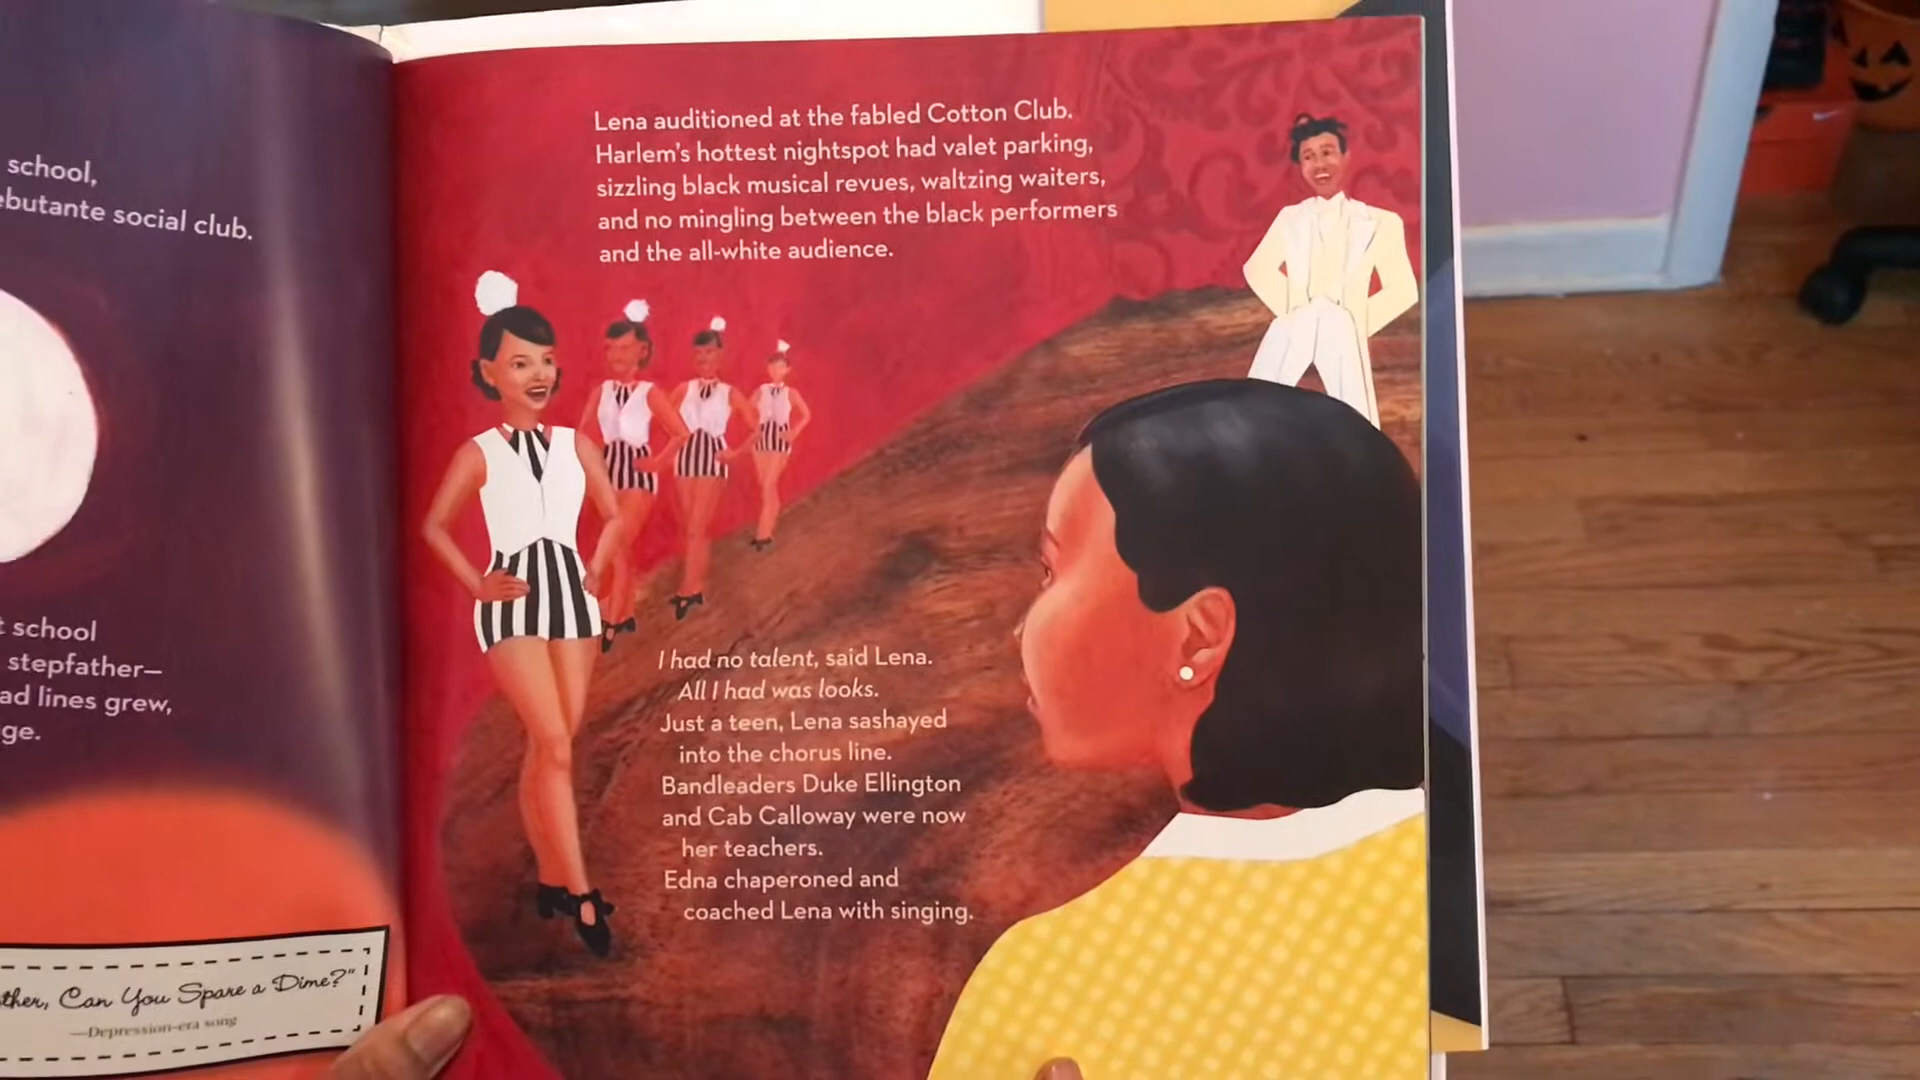 school,
ebutante social club.
school
stepfather—
ad lines grew,
ge.
ther, Can You Spare a Dime?"
—Depression-era song
Lena auditioned at the fabled Cotton Club.
Harlem's hottest nightspot had valet parking,
sizzling black musical revues, waltzing waiters,
and no mingling between the black performers
and the all-white audience.
I had no talent, said Lena.
All I had was looks.
Just a teen, Lena sashayed
into the chorus line.
Bandleaders Duke Ellington
and Cab Calloway were now
her teachers.
Edna chaperoned and
coached Lena with singing.